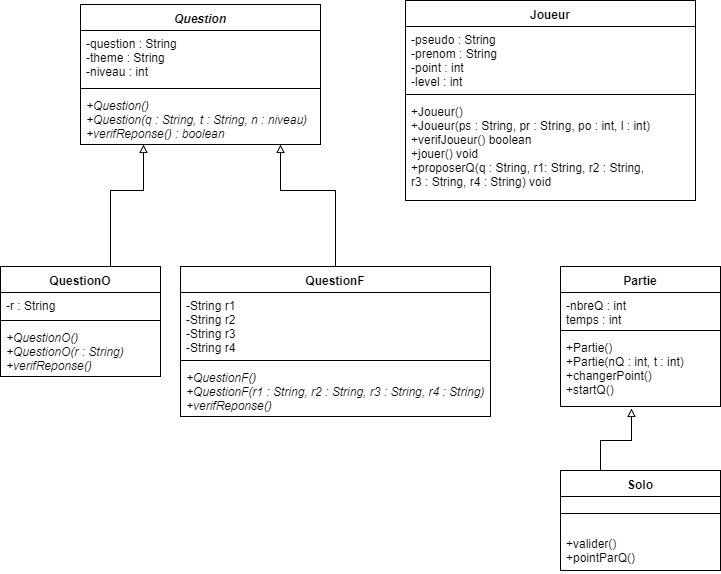 Question
-question : String
-theme : String
-niveau : int
+Question()
+Question(q : String, t : String, n : niveau)
+verifReponse() : boolean
Joueur
-pseudo : String
-prenom : String
-point : int
-level : int
+Joueur()
+Joueur(ps : String, pr : String, po : int, l : int)
+verifJoueur() boolean
+jouer() void
+proposerQ(q : String, r1: String, r2 : String,
r3 : String, r4 : String) void
QuestionO
-r : String
+QuestionO()
+QuestionO(r : String)
+verifReponse()
QuestionF
-String r1
-String r2
-String r3
-String r4
+QuestionF()
+QuestionF(r1 : String, r2 : String, r3 : String, r4 : String)
+verifReponse()
Partie
-nbreQ : int
temps : int
+Partie()
+Partie(nQ : int, t : int)
+changerPoint()
+startQ()
Solo
+valider()
+pointParQ()